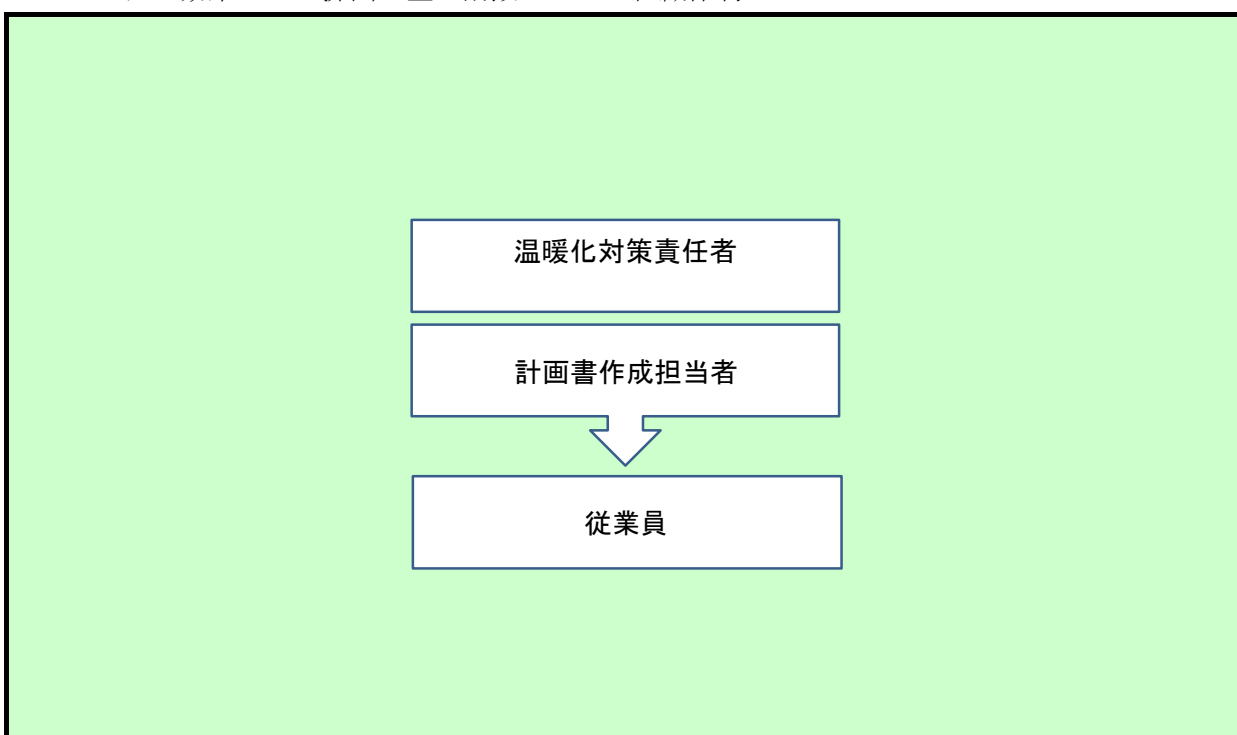 温暖化対策責任者
計画書作成担当者
従業員